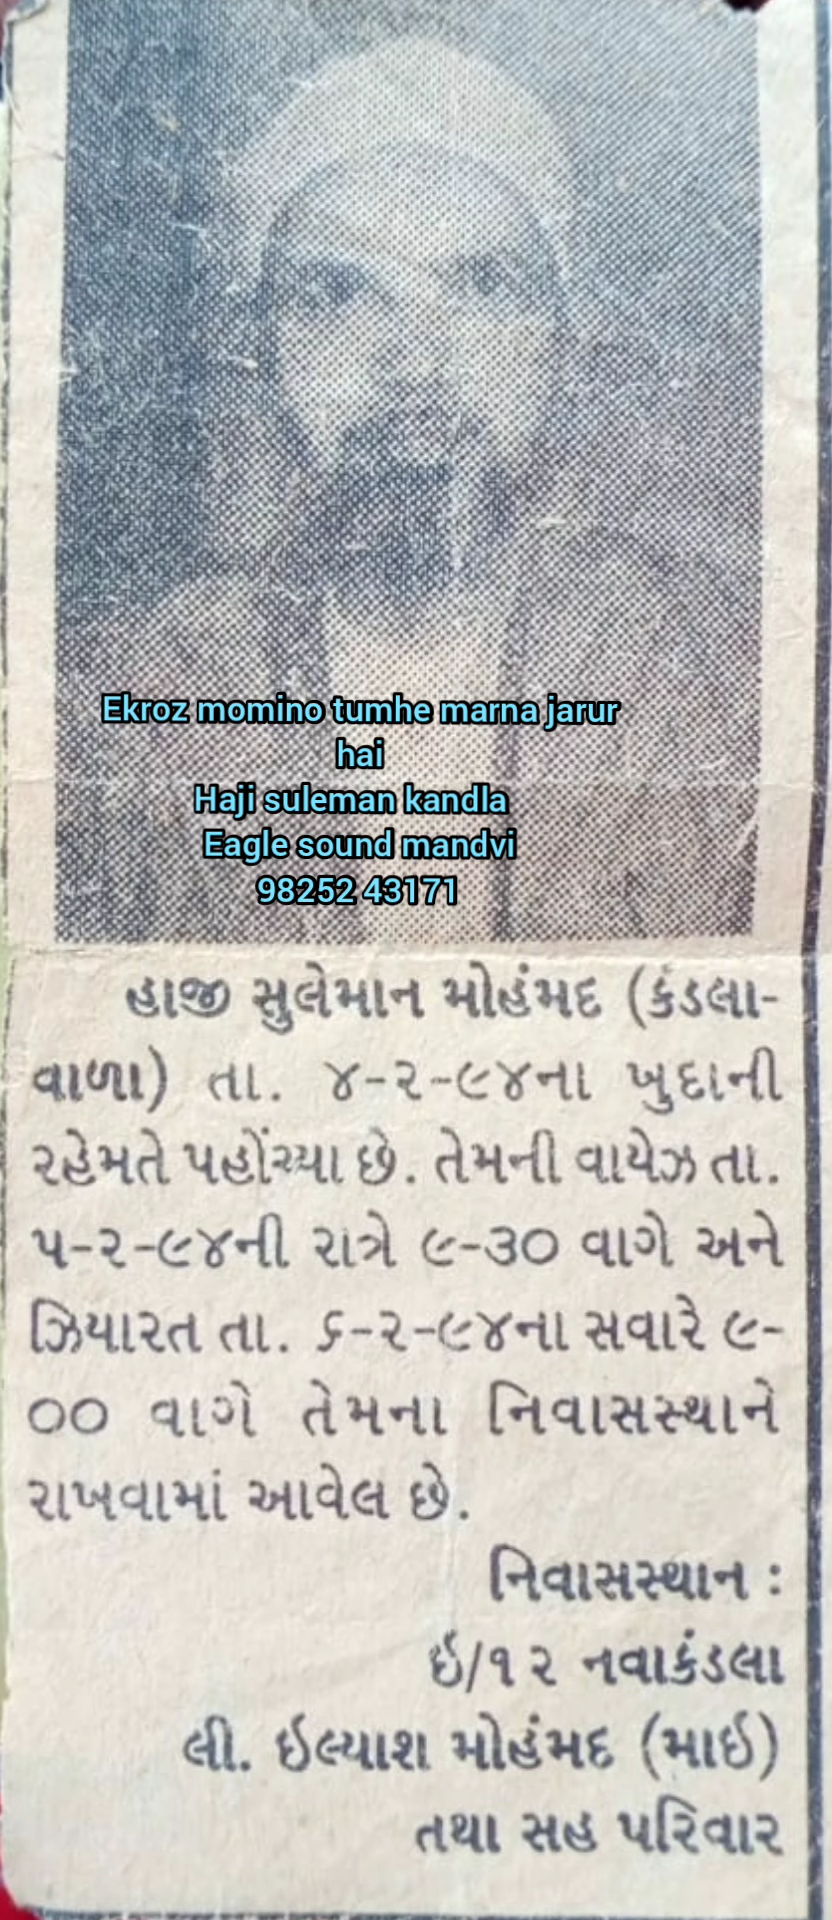 Ekroz momino tumhe marna jarur
hai
Haji suleman kandla
Eagle sound mandvi
98252 43171
હાજી સુલેમાન મોહંમદ (કંડલા-
વાળા) તા. ૪-૨-૯૪ના ખુદાની
રહેમતે પહોંચ્યા છે. તેમની વાયેઝ તા.
૫-૨-૯૪ની રાત્રે ૯-૩૦ વાગે અને
ઝિયારત તા. ૬-૨-૯૪ના સવારે ૯-
૦૦ વાગે તેમના નિવાસસ્થાને
રાખવામાં આવેલ છે.
નિવાસસ્થાન :
ઇ/૧૨ નવાકંડલા
લી. ઇલ્યાશ મોહંમદ (માઇ)
તથા સહ પરિવાર